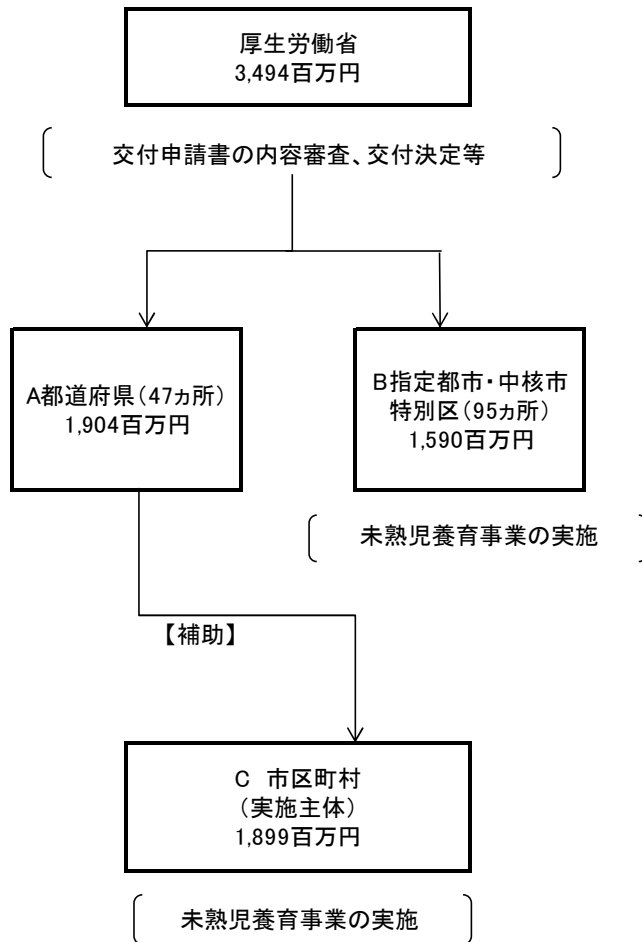 厚生労働省
3,494百万円
交付申請書の内容審査、交付決定等
A都道府県(47ヵ所)
1,904百万円
B指定都市・中核市
特別区(95ヵ所)
1,590百万円
未熟児養育事業の実施
【補助】
C 市区町村
(実施主体)
1,899百万円
未熟児養育事業の実施